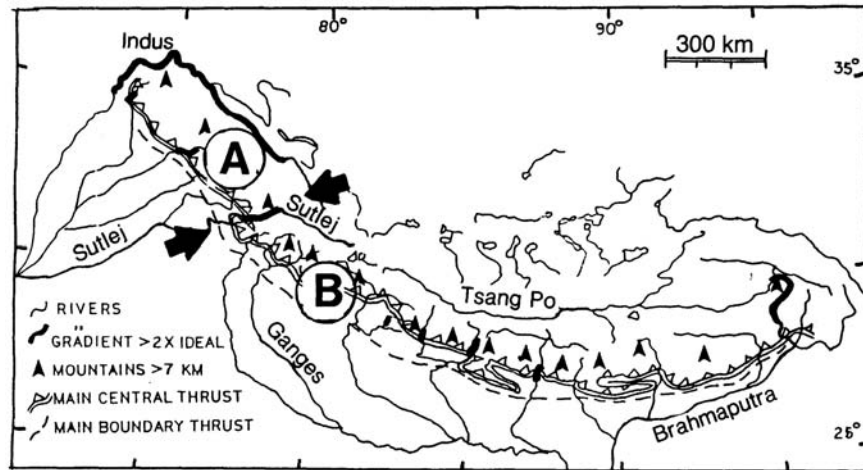 80°
90°
300 km
Indus
35°
A
Sutlej
Sutlej
B
Tsang Po
Ganges
Brahmaputra
25°
RIVERS
" GRADIENT >2X IDEAL
MOUNTAINS >7 KM
MAIN CENTRAL THRUST
MAIN BOUNDARY THRUST